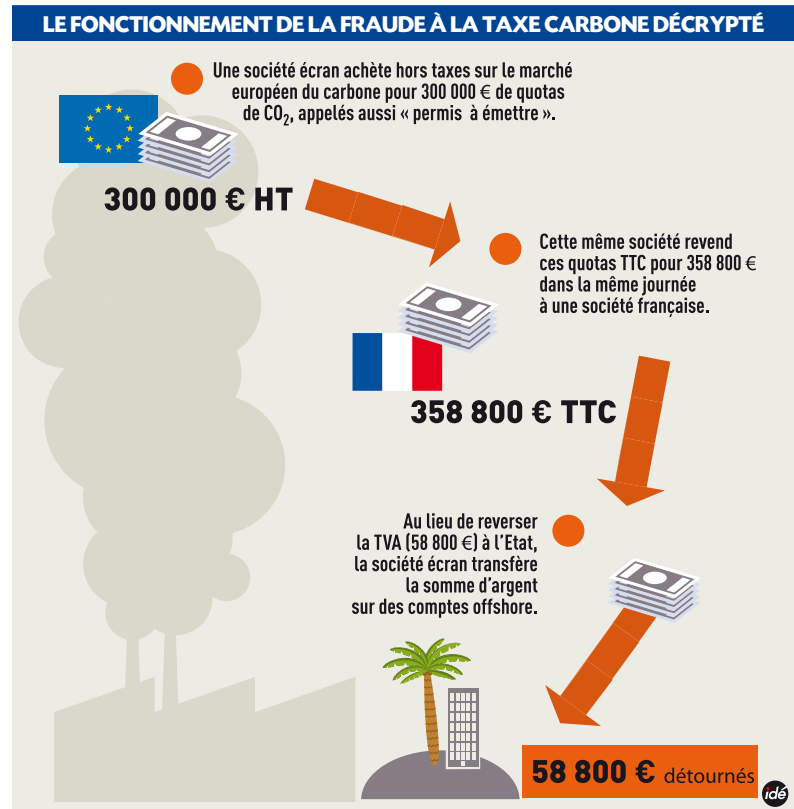 LE FONCTIONNEMENT DE LA FRAUDE À LA TAXE CARBONE DÉCRYPTÉ
Une société écran achète hors taxes sur le marché
européen du carbone pour 300 000 € de quotas
de CO₂, appelés aussi « permis à émettre ».
300 000 € HT
Cette même société revend
ces quotas TTC pour 358 800 €
dans la même journée
à une société française.
358 800 € TTC
Au lieu de reverser
la TVA (58 800 €) à l'Etat,
la société écran transfère
la somme d'argent
sur des comptes offshore.
58 800 € détournés
idé